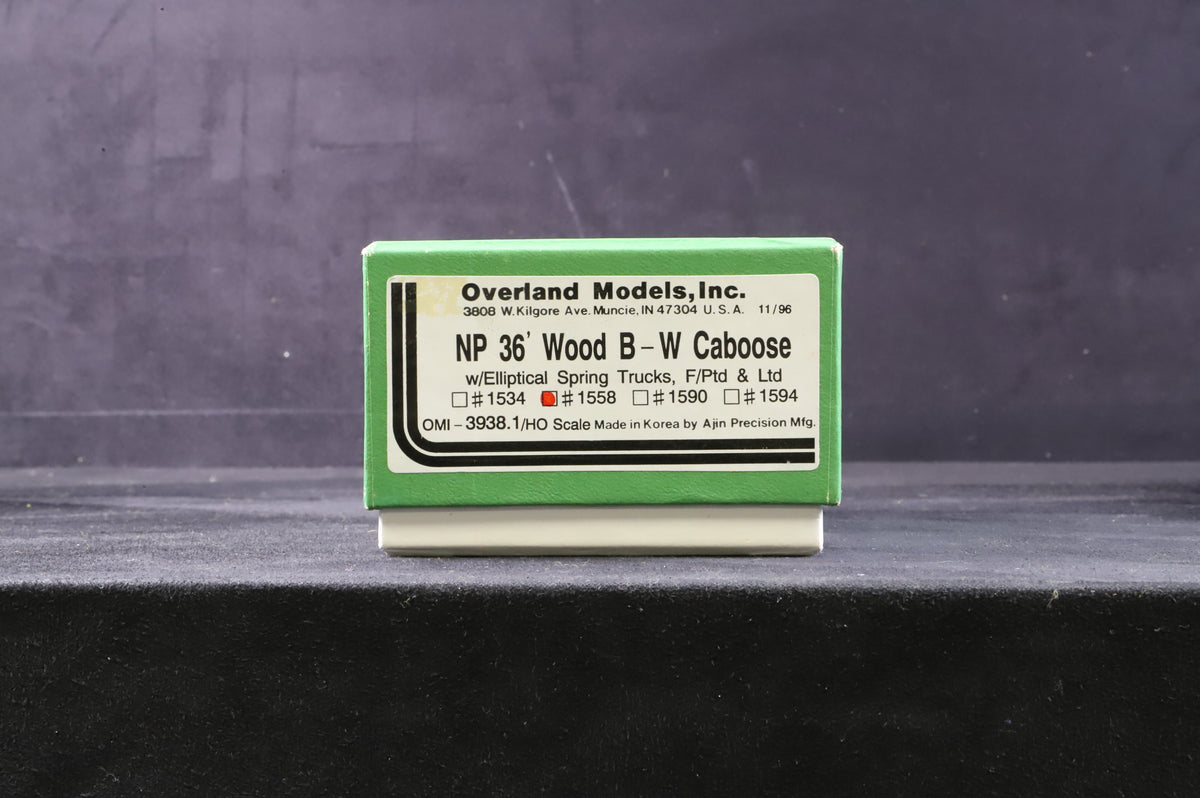 Overland Models,Inc.
3808 W.Kilgore Ave. Muncie, IN 47304 U.S.A. 11/96
NP 36' Wood B-W Caboose
w/Elliptical Spring Trucks, F/Ptd & Ltd
#1534 #1558 #1590 #1594
OMI-3938.1/HO Scale Made in Korea by Ajin Precision Mfg.